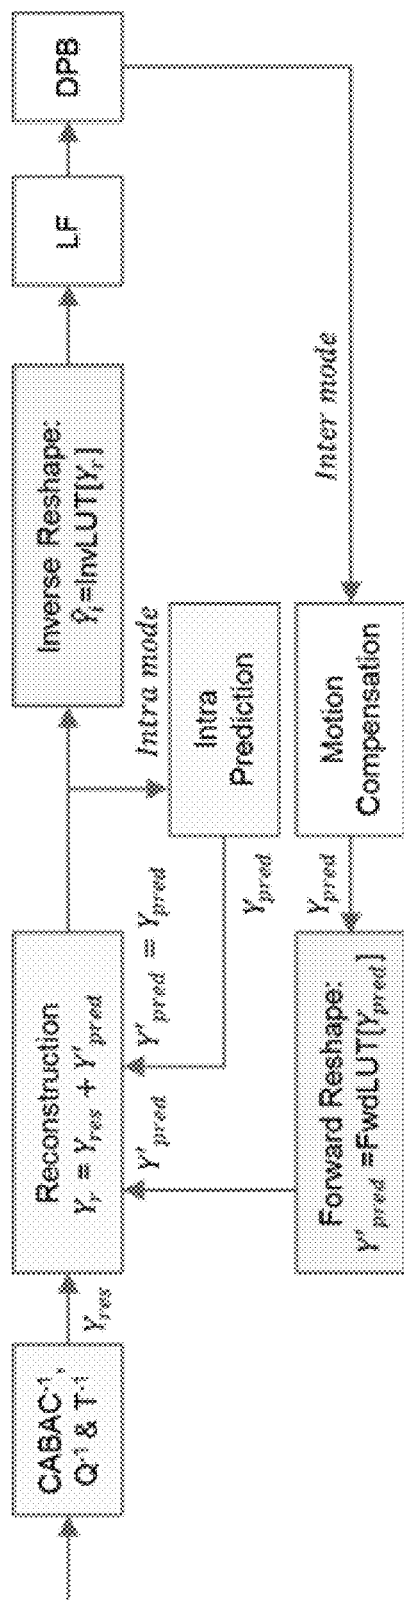 CABAC⁻¹,
Q⁻¹ & T⁻¹
Y_res
Reconstruction
Y_r = Y_res + Y'_pred
Y'_pred
Y'_pred = Y_pred
Inverse Reshape:
Ŷ_I=InvLUT[Y_r]
LF
DPB
Intra mode
Intra
Prediction
Y_pred
Inter mode
Motion
Compensation
Y_pred
Forward Reshape:
Y'_pred =FwdLUT[Y_pred]